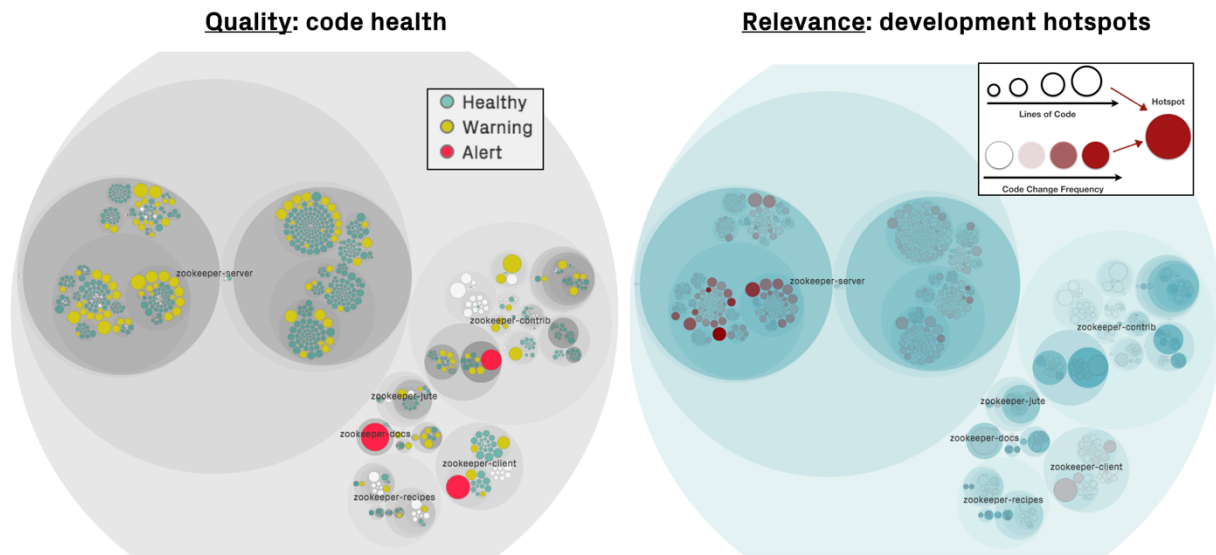 Quality: code health
Healthy
Warning
Alert
zookeeper-server
zookeeper-contrib
zookeeper-jute
zookeeper-docs
zookeeper-client
zookeeper-recipes
Relevance: development hotspots
Lines of Code
Hotspot
Code Change Frequency
zookeeper-server
zookeeper-contrib
zookeeper-jute
zookeeper-docs
zookeeper-client
zookeeper-recipes